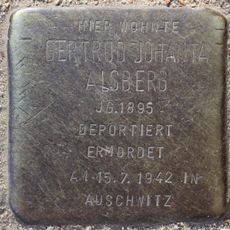 HIER WOHNTE
GERTRUD JOHANNA
ALSBERG
JG. 1895
DEPORTIERT
ERMORDET
AM 15.7.1942 IN
AUSCHWITZ